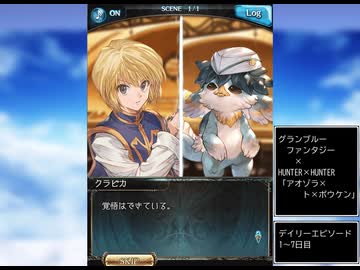 ON
SCENE 1/1
Log
クラピカ
覚悟はできている。
Skip
グランブルー
ファンタジー
×
HUNTER×HUNTER
「アオゾラ×
ト×ボウケン」
デイリーエピソード
1～7日目